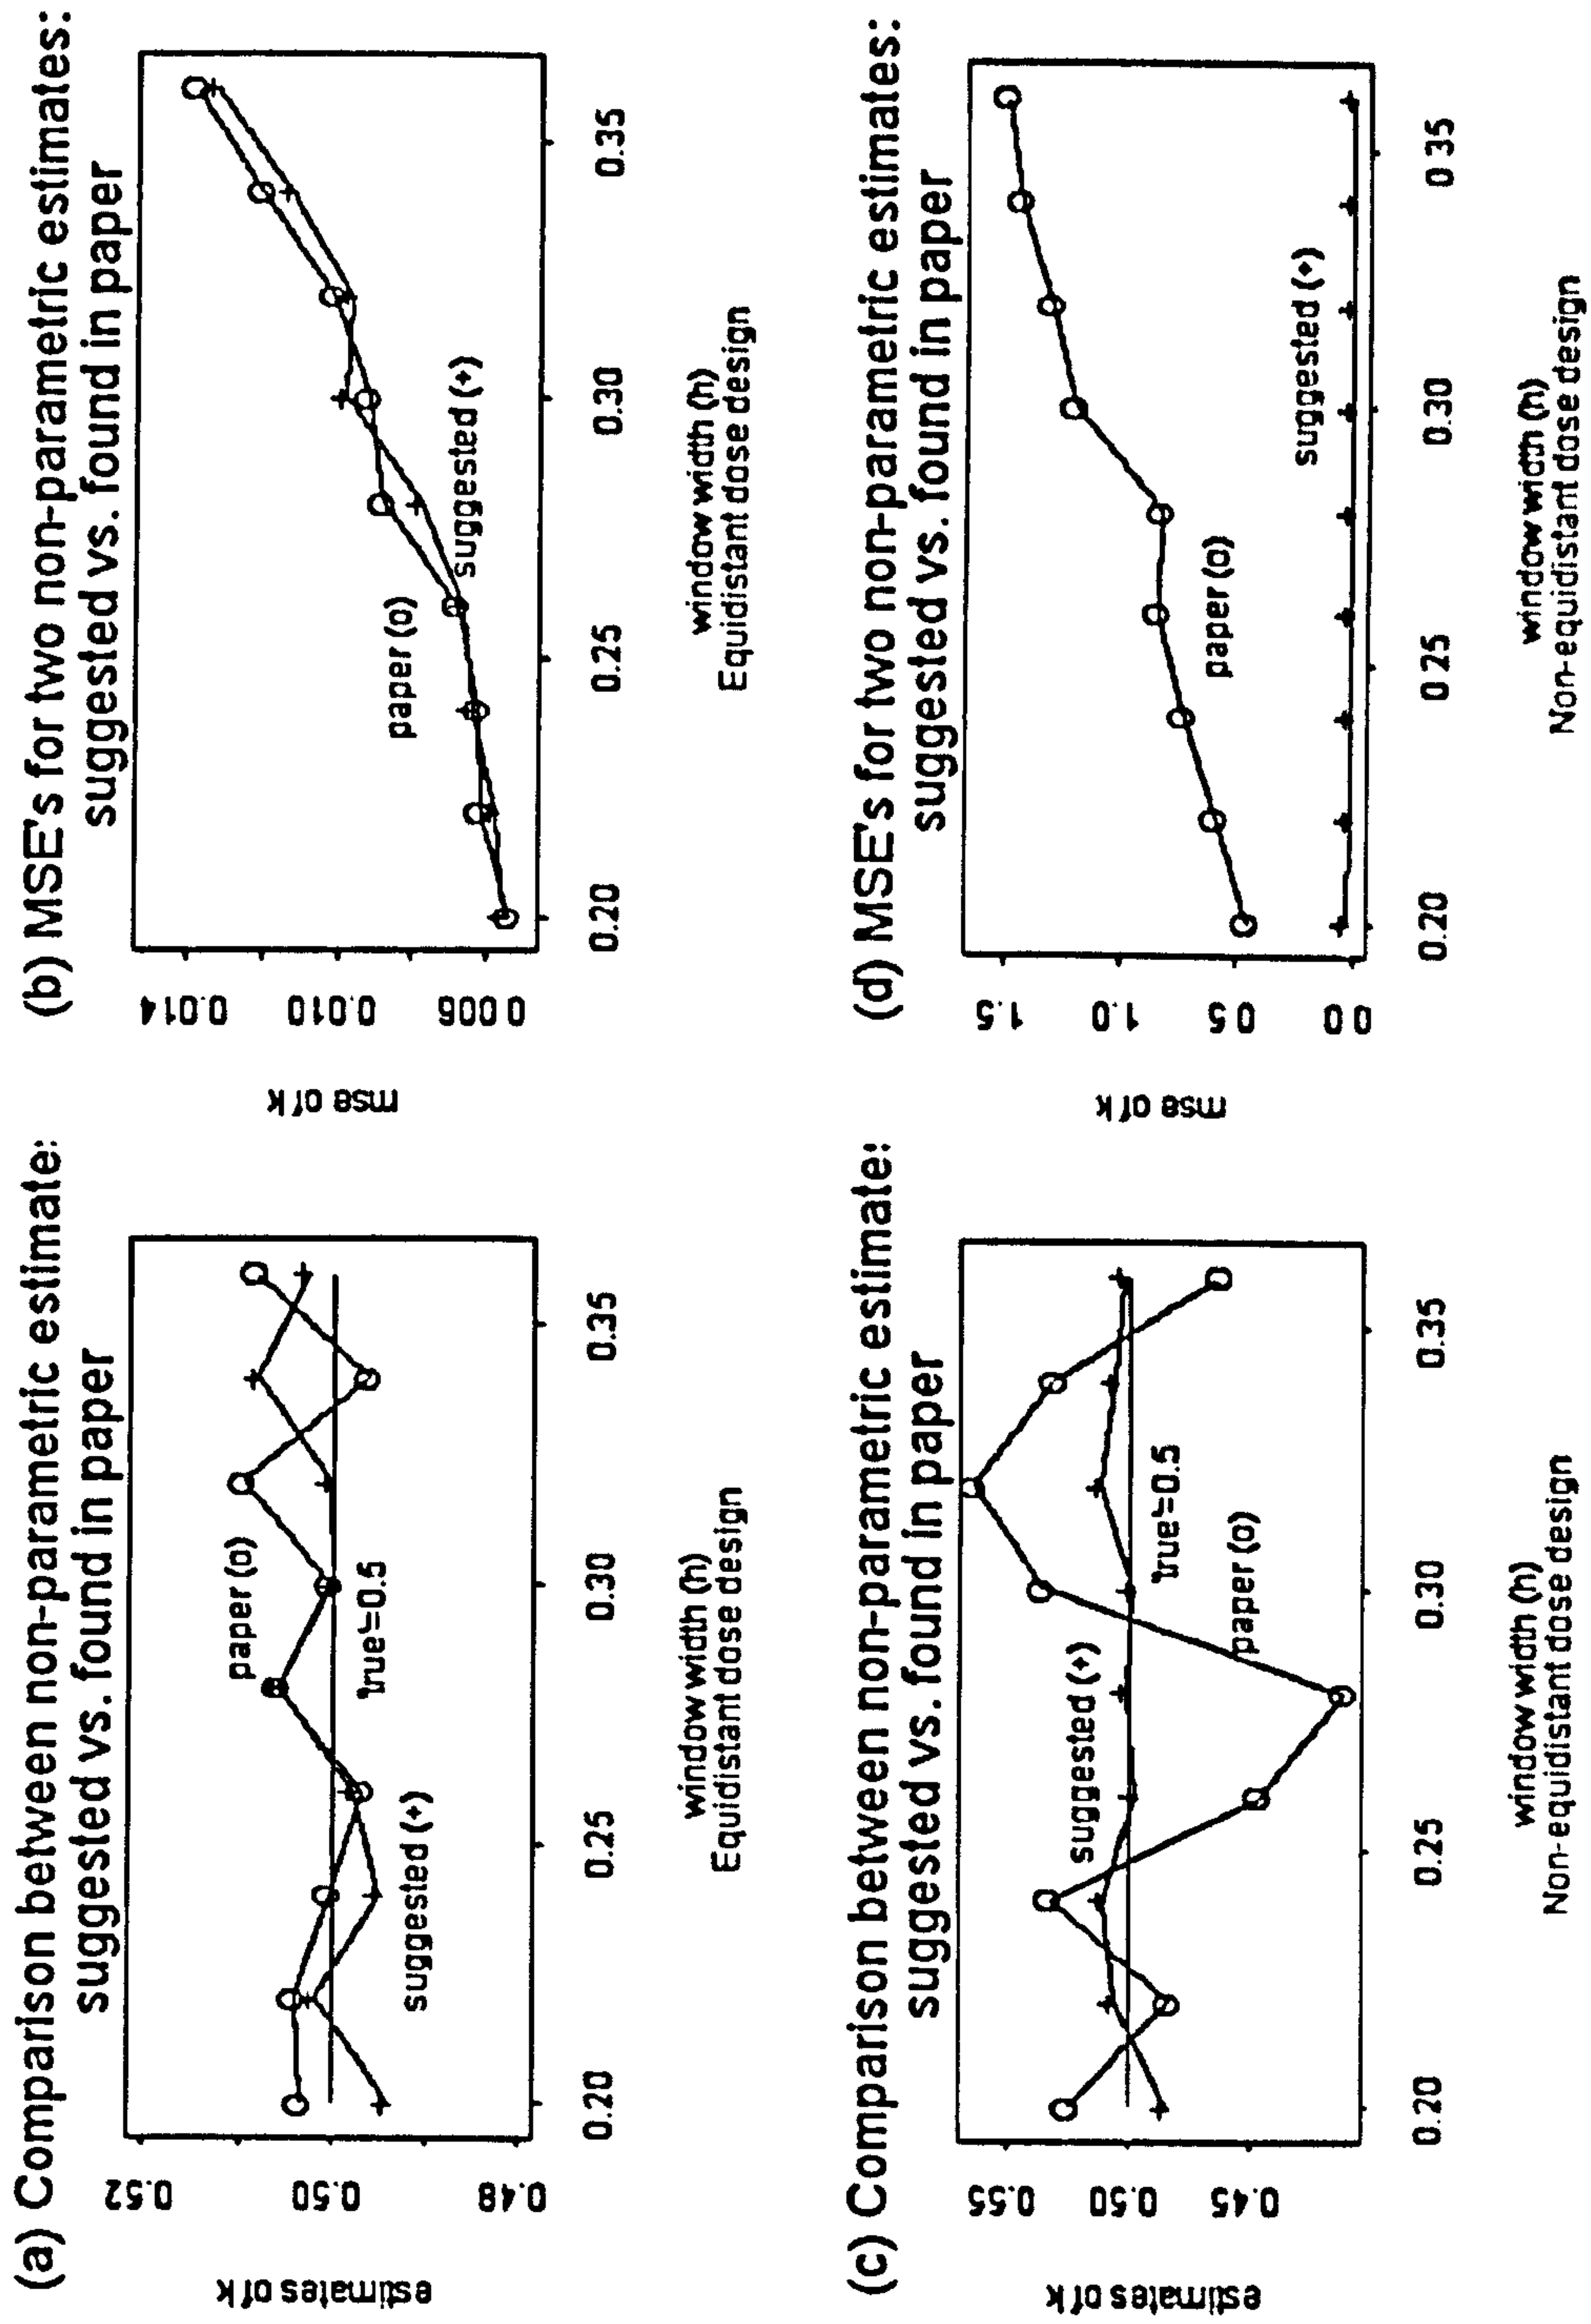 (a) Comparison between non-parametric estimate:
suggested vs. found in paper
estimates of k
0.52
0.50
0.48
paper (o)
true=0.5
suggested (+)
0.20
0.25
0.30
0.35
window width (h)
Equidistant dose design
(b) MSE's for two non-parametric estimates:
suggested vs. found in paper
mse of k
0.014
0.010
0.006
paper (o)
suggested (+)
0.20
0.25
0.30
0.35
window width (h)
Equidistant dose design
(c) Comparison between non-parametric estimate:
suggested vs. found in paper
estimates of k
0.55
0.50
0.45
suggested (+)
true=0.5
paper (o)
0.20
0.25
0.30
0.35
window width (h)
Non-equidistant dose design
(d) MSE's for two non-parametric estimates:
suggested vs. found in paper
mse of k
1.5
1.0
0.5
0.0
paper (o)
suggested (+)
0.20
0.25
0.30
0.35
window width (h)
Non-equidistant dose design